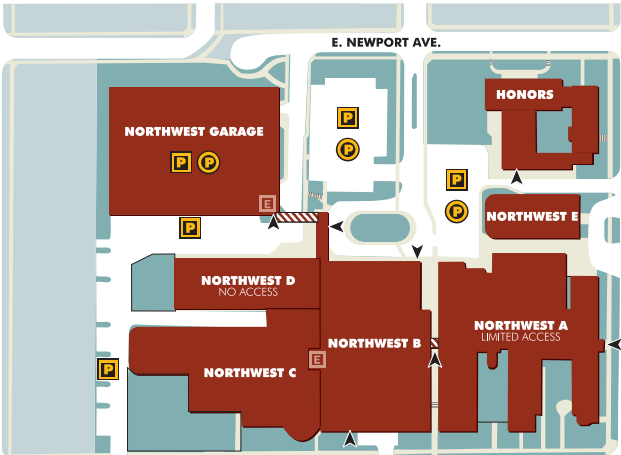 E. NEWPORT AVE.
HONORS
NORTHWEST GARAGE
P P
P
P
P
P
E
P
NORTHWEST E
NORTHWEST D
NO ACCESS
NORTHWEST A
LIMITED ACCESS
NORTHWEST B
E
P
NORTHWEST C